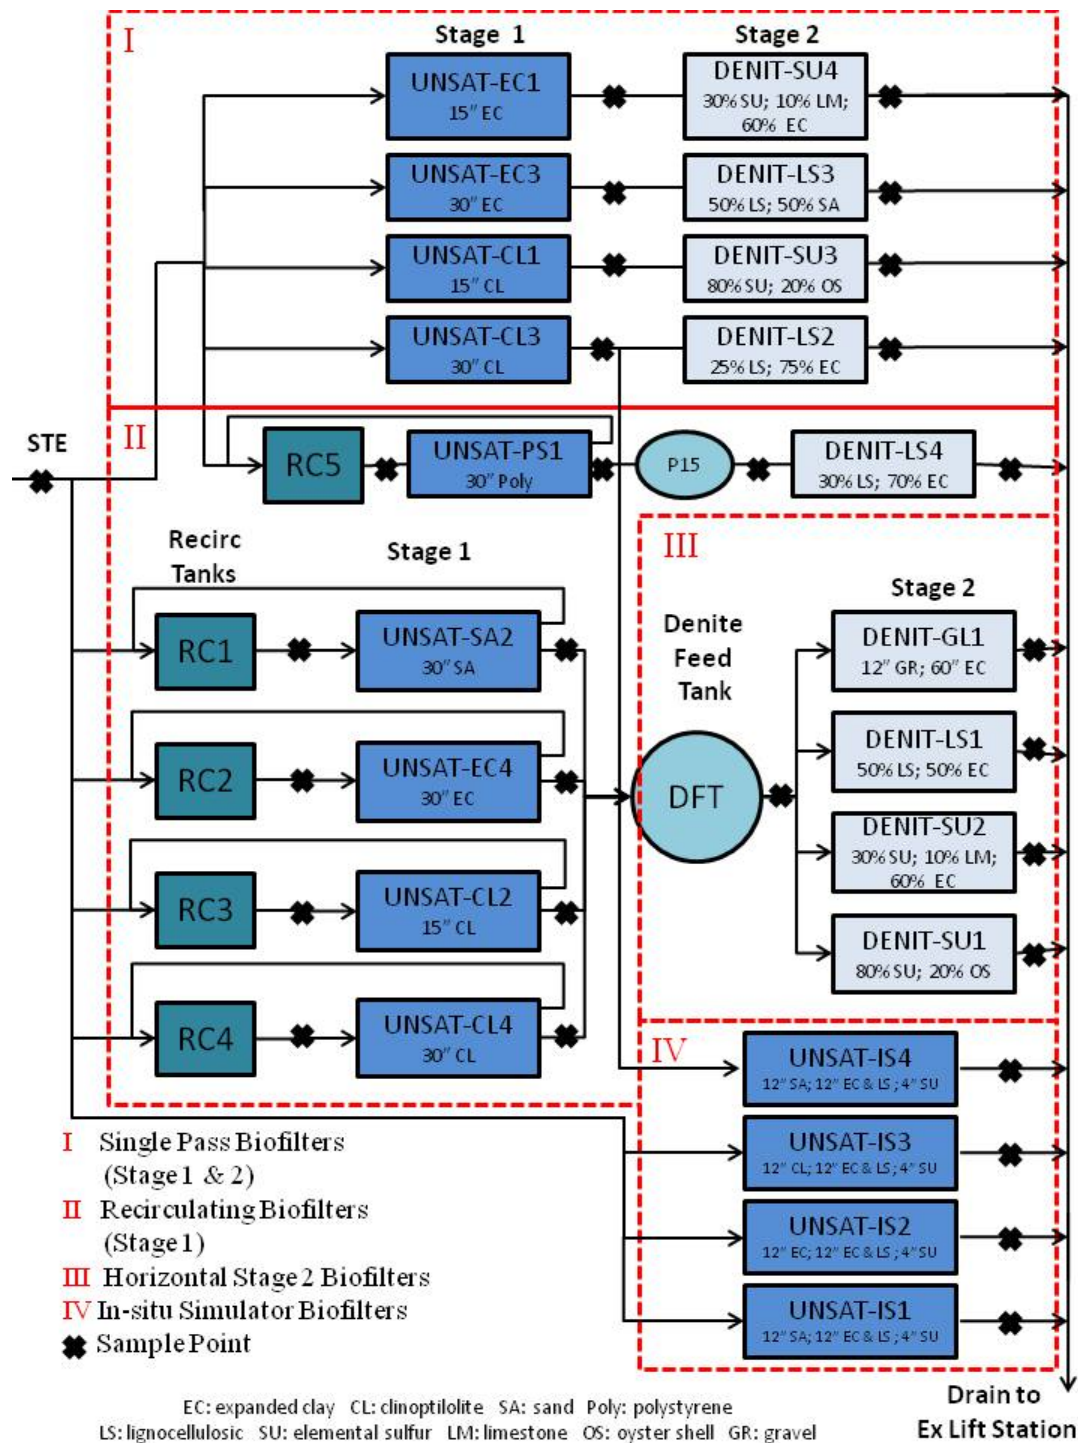 I
Stage 1
Stage 2
UNSAT-EC1
15" EC
DENIT-SU4
30% SU; 10% LM;
60% EC
UNSAT-EC3
30" EC
DENIT-LS3
50% LS; 50% SA
UNSAT-CL1
15" CL
DENIT-SU3
80% SU; 20% OS
UNSAT-CL3
30" CL
DENIT-LS2
25% LS; 75% EC
II
STE
RC5
UNSAT-PS1
30" Poly
P15
DENIT-LS4
30% LS; 70% EC
Recirc
Tanks
Stage 1
RC1
UNSAT-SA2
30" SA
RC2
UNSAT-EC4
30" EC
RC3
UNSAT-CL2
15" CL
RC4
UNSAT-CL4
30" CL
III
Denite
Feed
Tank
DFT
Stage 2
DENIT-GL1
12" GR; 60" EC
DENIT-LS1
50% LS; 50% EC
DENIT-SU2
30% SU; 10% LM;
60% EC
DENIT-SU1
80% SU; 20% OS
IV
UNSAT-IS4
12" SA; 12" EC & LS; 4" SU
UNSAT-IS3
12" CL; 12" EC & LS; 4" SU
UNSAT-IS2
12" EC; 12" EC & LS; 4" SU
UNSAT-IS1
12" SA; 12" EC & LS; 4" SU
I Single Pass Biofilters
(Stage 1 & 2)
II Recirculating Biofilters
(Stage 1)
III Horizontal Stage 2 Biofilters
IV In-situ Simulator Biofilters
Sample Point
Drain to
Ex Lift Station
EC: expanded clay CL: clinoptilolite SA: sand Poly: polystyrene
LS: lignocellulosic SU: elemental sulfur LM: limestone OS: oyster shell GR: gravel